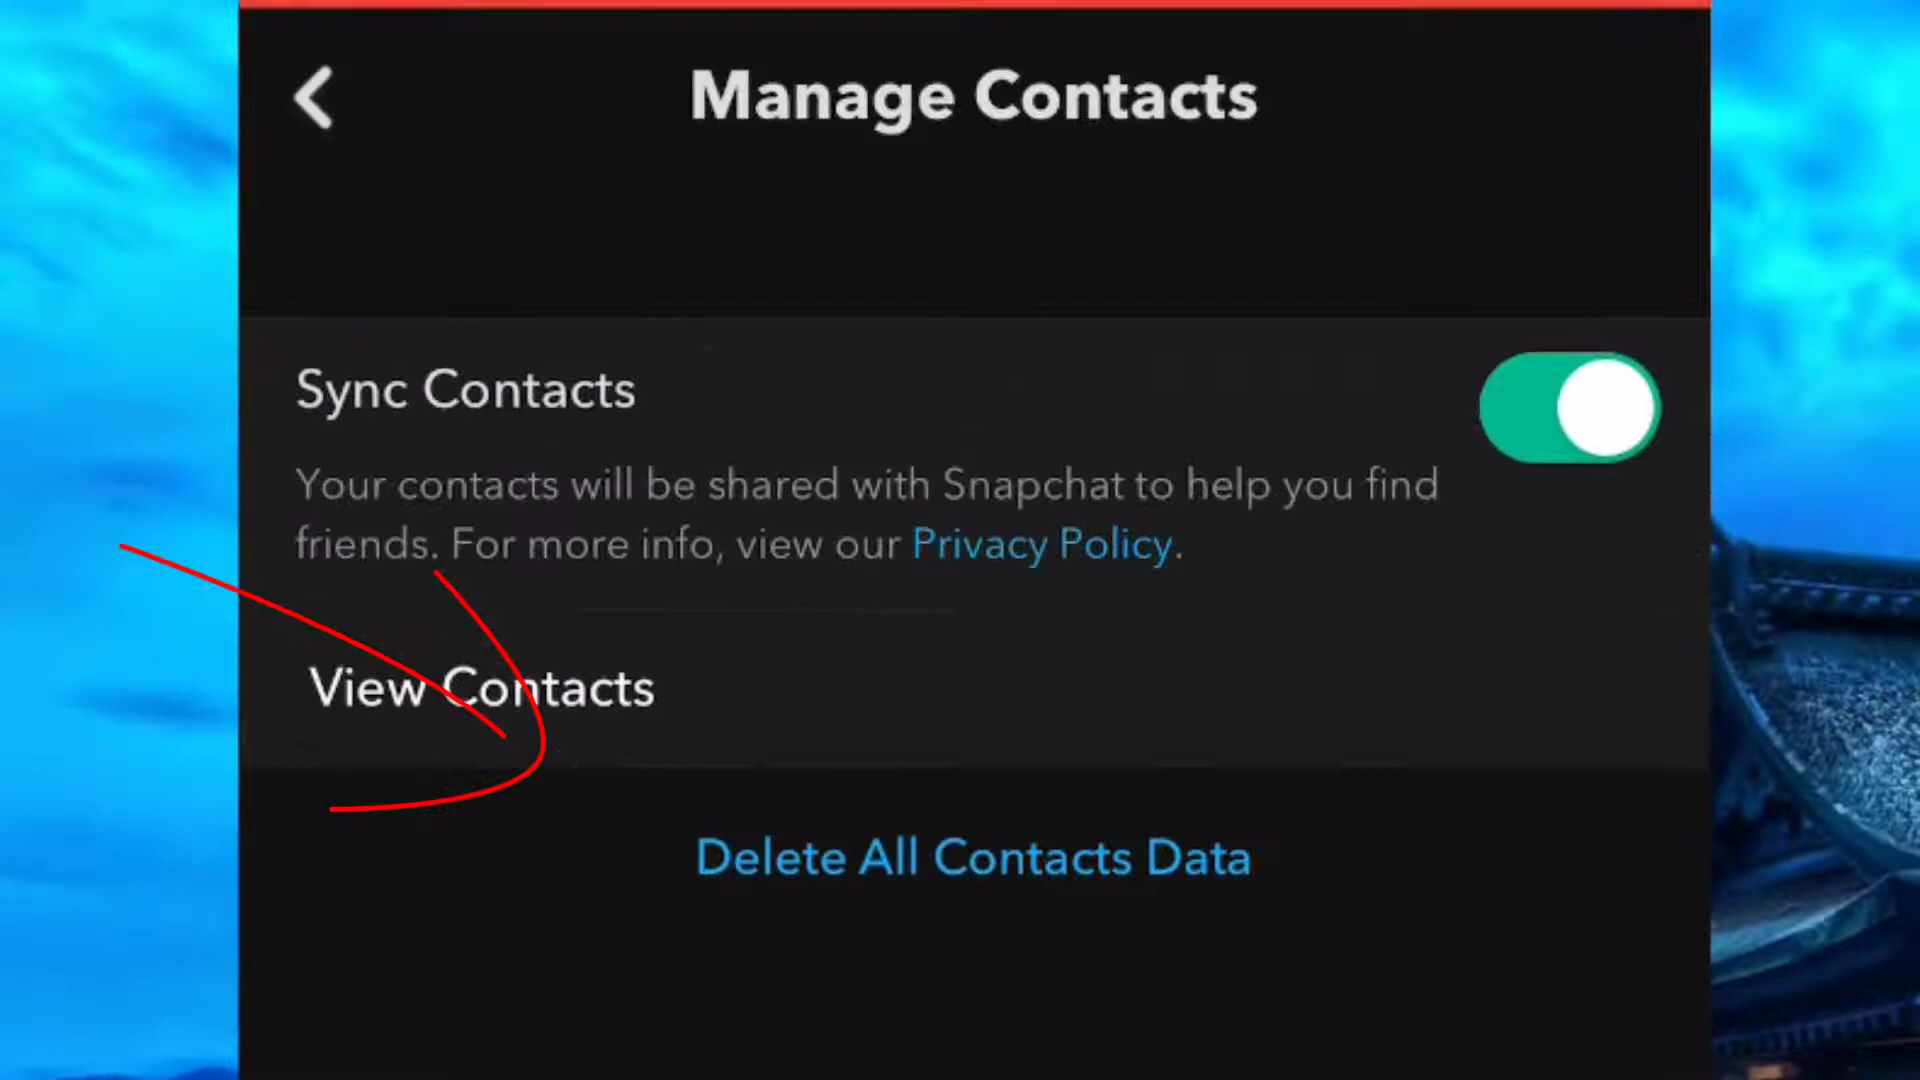 Manage Contacts
Sync Contacts
Your contacts will be shared with Snapchat to help you find
friends. For more info, view our Privacy Policy.
View Contacts
Delete All Contacts Data